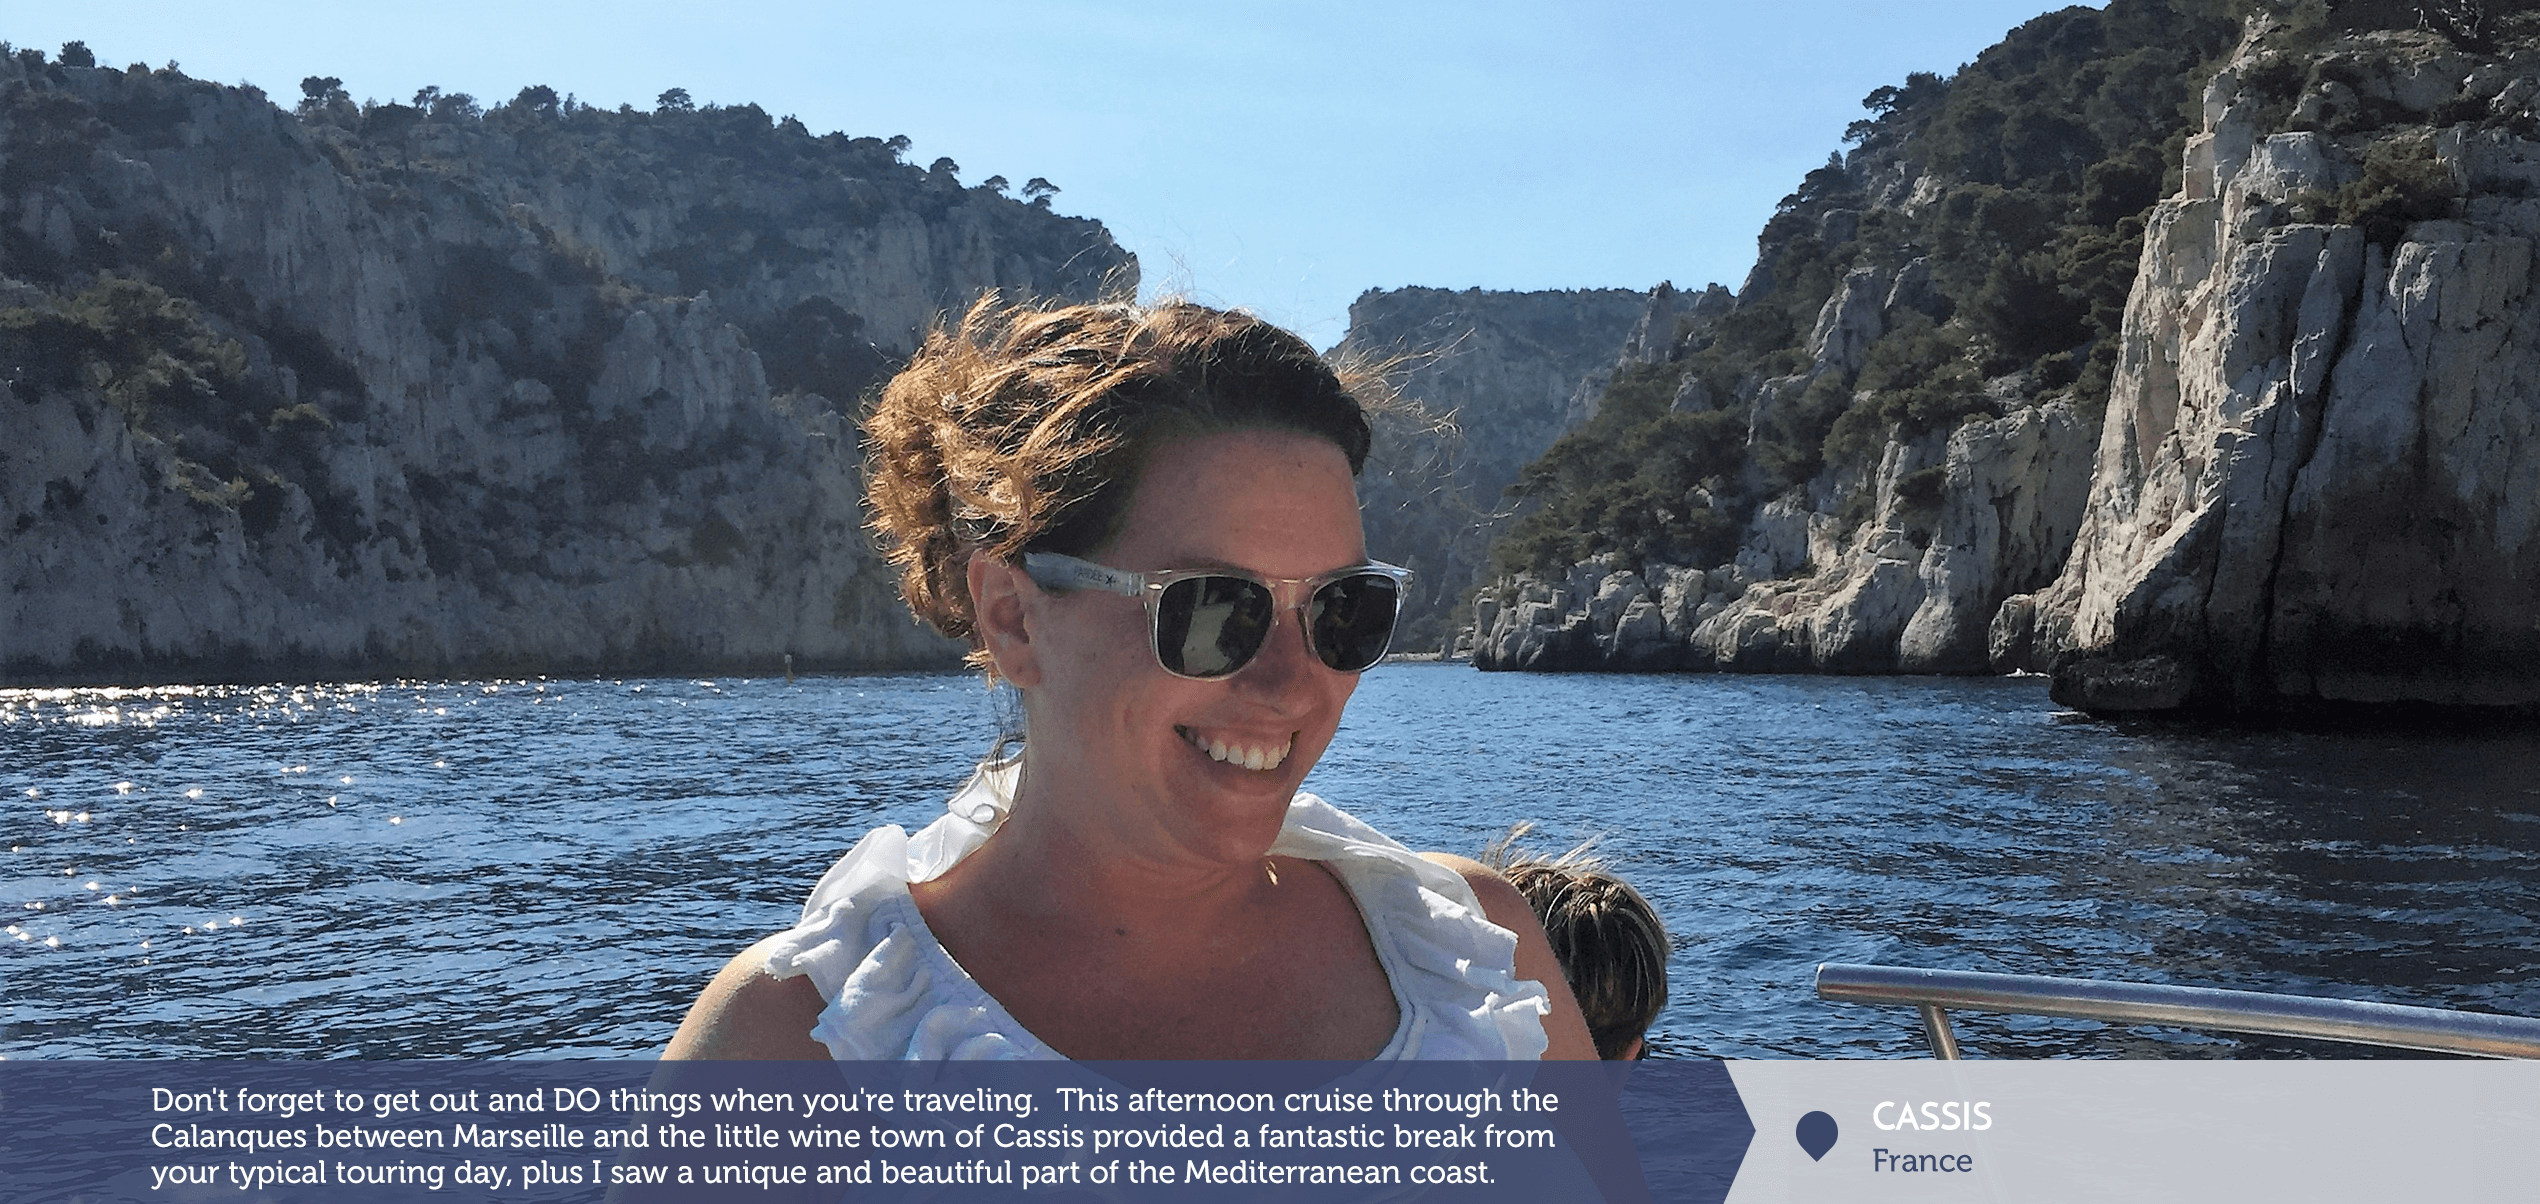 Don't forget to get out and DO things when you're traveling.  This afternoon cruise through the
Calanques between Marseille and the little wine town of Cassis provided a fantastic break from
your typical touring day, plus I saw a unique and beautiful part of the Mediterranean coast.
CASSIS
France